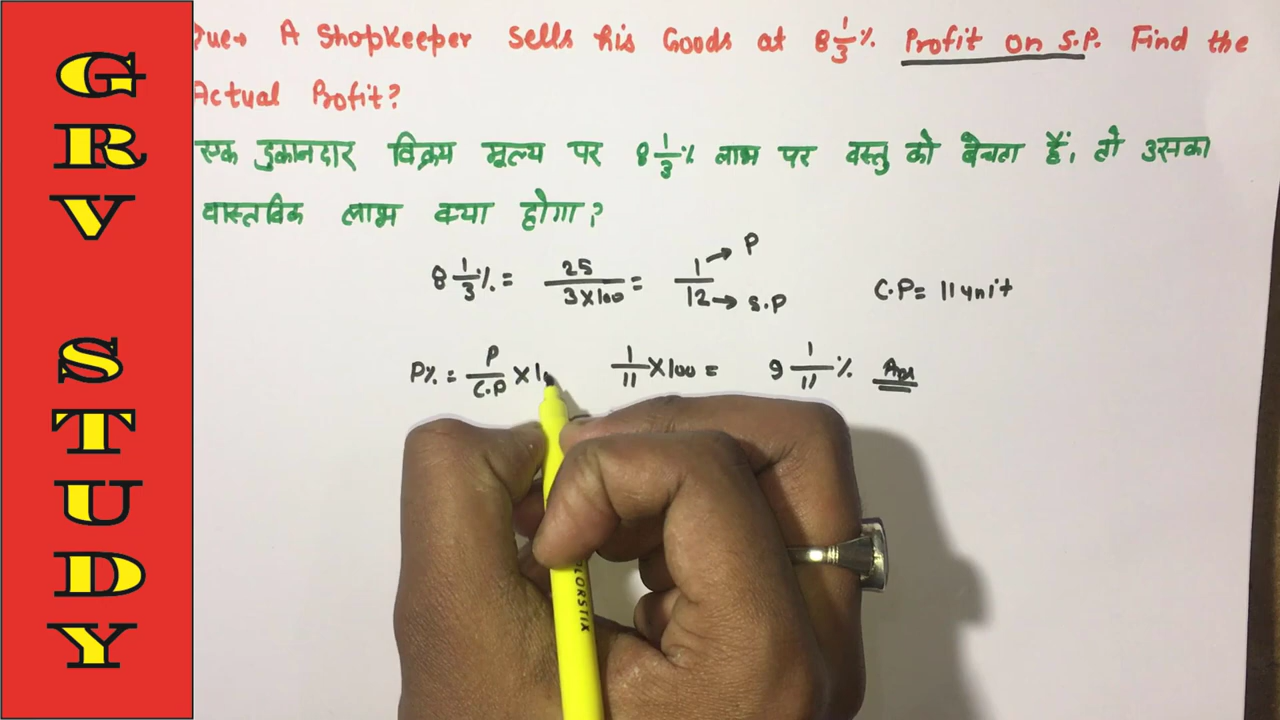 GRV STUDY
Que→ A Shopkeeper Sells his Goods at 8 1/3 % Profit on S.P. Find the
Actual Profit?
एक दुकानदार विक्रय मूल्य पर 8 1/3 % लाभ पर वस्तु को बेचता हैं, तो उसका
वास्तविक लाभ क्या होगा?
8 1/3 % = 25/(3×100) = 1/12 → P → S.P C.P = 11 unit
P% = P/C.P × 10 1/11 × 100 = 9 1/11 % Ans
COLORSTIX